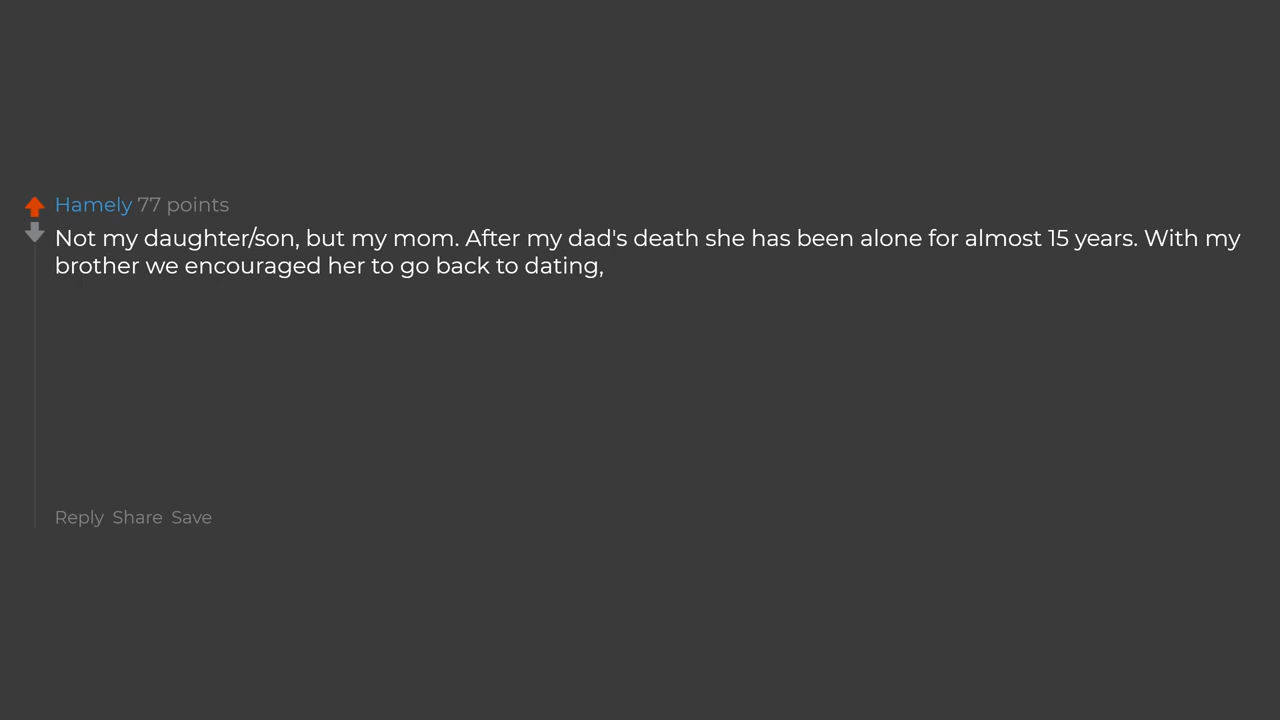 Hamely 77 points
Not my daughter/son, but my mom. After my dad's death she has been alone for almost 15 years. With my
brother we encouraged her to go back to dating,
Reply Share Save